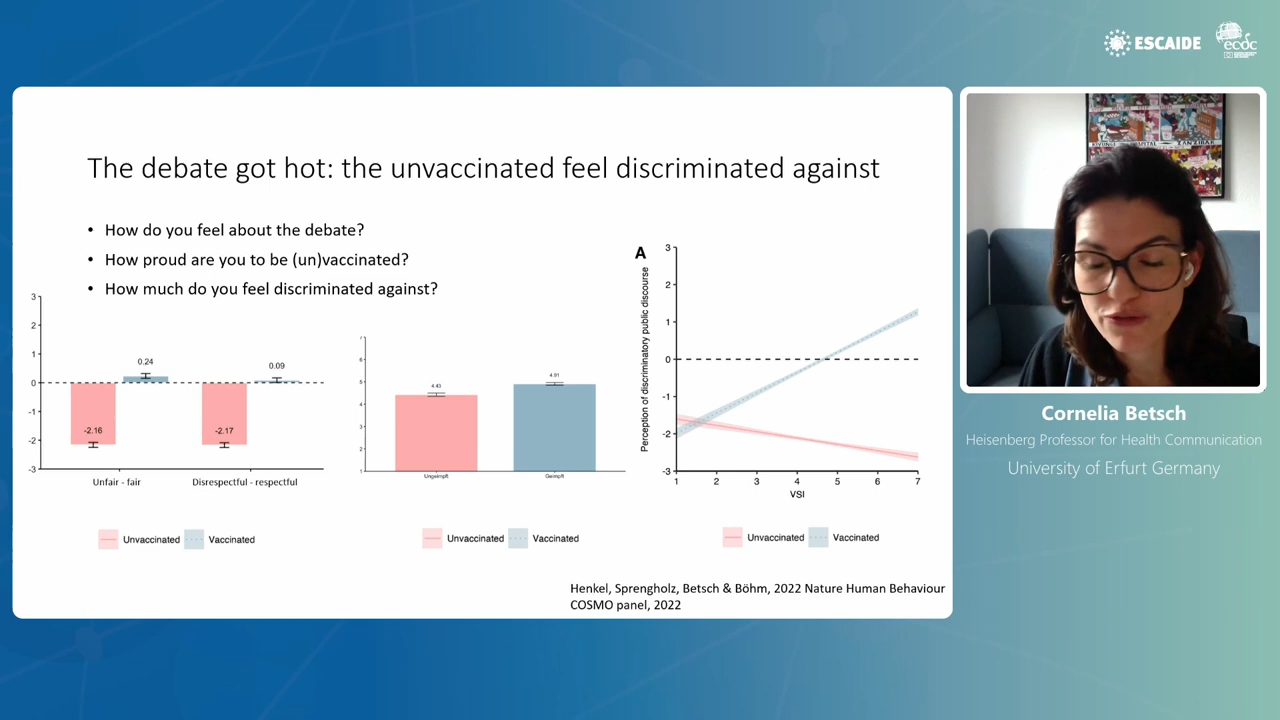 ESCAIDE
ecdc
The debate got hot: the unvaccinated feel discriminated against
• How do you feel about the debate?
• How proud are you to be (un)vaccinated?
• How much do you feel discriminated against?
3
2
1
0
-1
-2
-3
0.24
0.09
-2.16
-2.17
Unfair - fair
Disrespectful - respectful
Unvaccinated
Vaccinated
7
6
5
4
3
2
1
4.43
4.91
Ungeimpft
Geimpft
Unvaccinated
Vaccinated
A
Perception of discriminatory public discourse
3
2
1
0
-1
-2
-3
1 2 3 4 5 6 7
VSI
Unvaccinated
Vaccinated
Henkel, Sprengholz, Betsch & Böhm, 2022 Nature Human Behaviour
COSMO panel, 2022
ZANZIBAR
Cornelia Betsch
Heisenberg Professor for Health Communication
University of Erfurt Germany